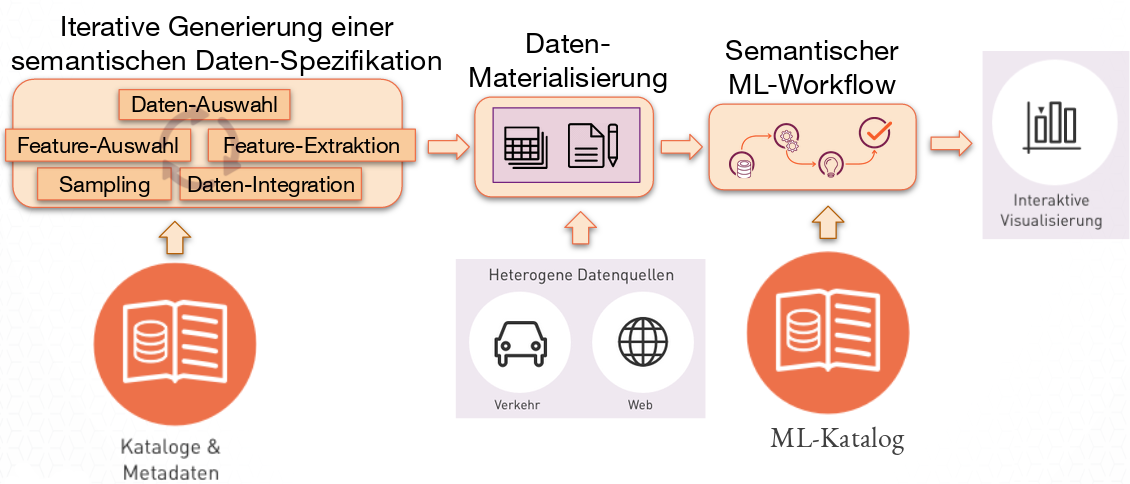 Iterative Generierung einer
semantischen Daten-Spezifikation
Daten-Auswahl
Feature-Auswahl
Feature-Extraktion
Sampling
Daten-Integration
Kataloge &
Metadaten
Daten-
Materialisierung
Heterogene Datenquellen
Verkehr
Web
Semantischer
ML-Workflow
ML-Katalog
Interaktive
Visualisierung